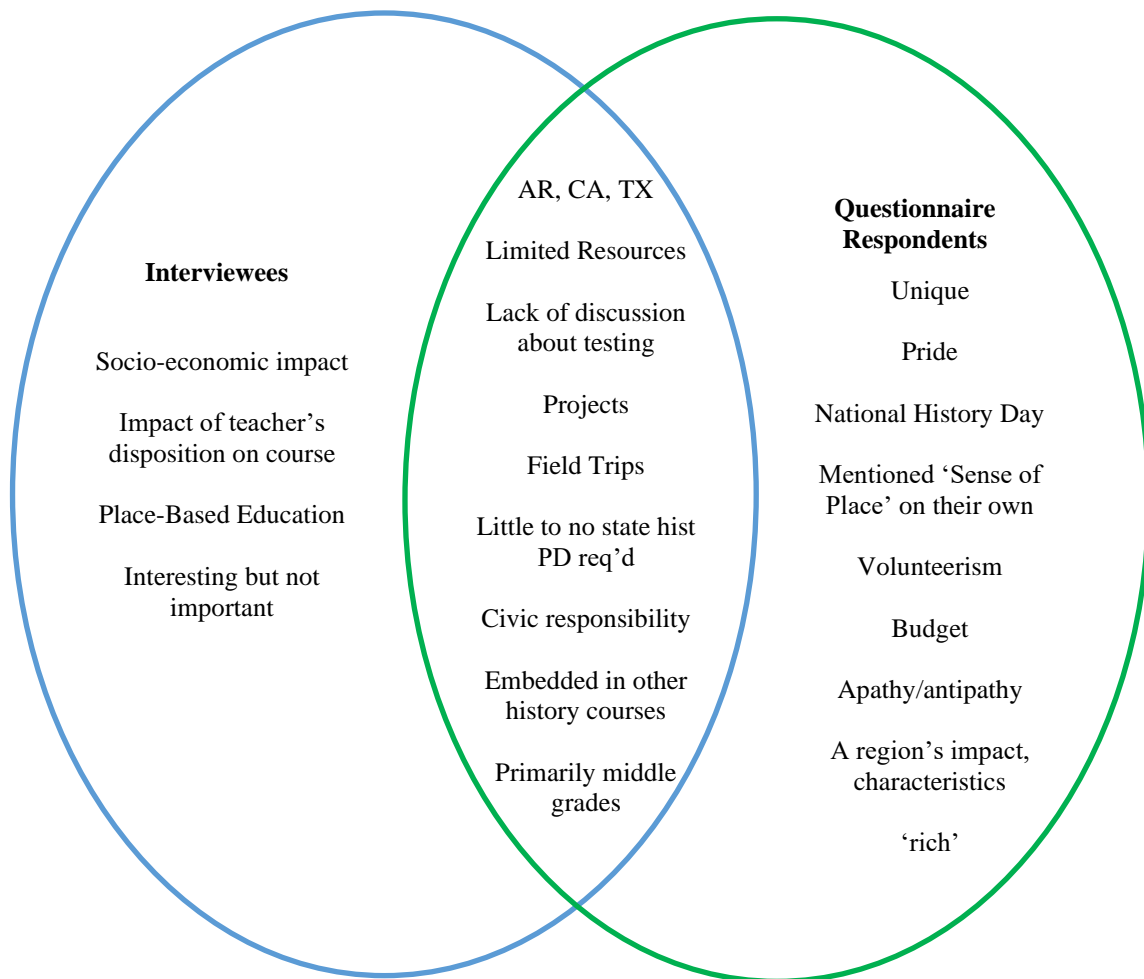 Interviewees
Socio-economic impact
Impact of teacher’s
disposition on course
Place-Based Education
Interesting but not
important
AR, CA, TX
Limited Resources
Lack of discussion
about testing
Projects
Field Trips
Little to no state hist
PD req’d
Civic responsibility
Embedded in other
history courses
Primarily middle
grades
Questionnaire
Respondents
Unique
Pride
National History Day
Mentioned ‘Sense of
Place’ on their own
Volunteerism
Budget
Apathy/antipathy
A region’s impact,
characteristics
‘rich’